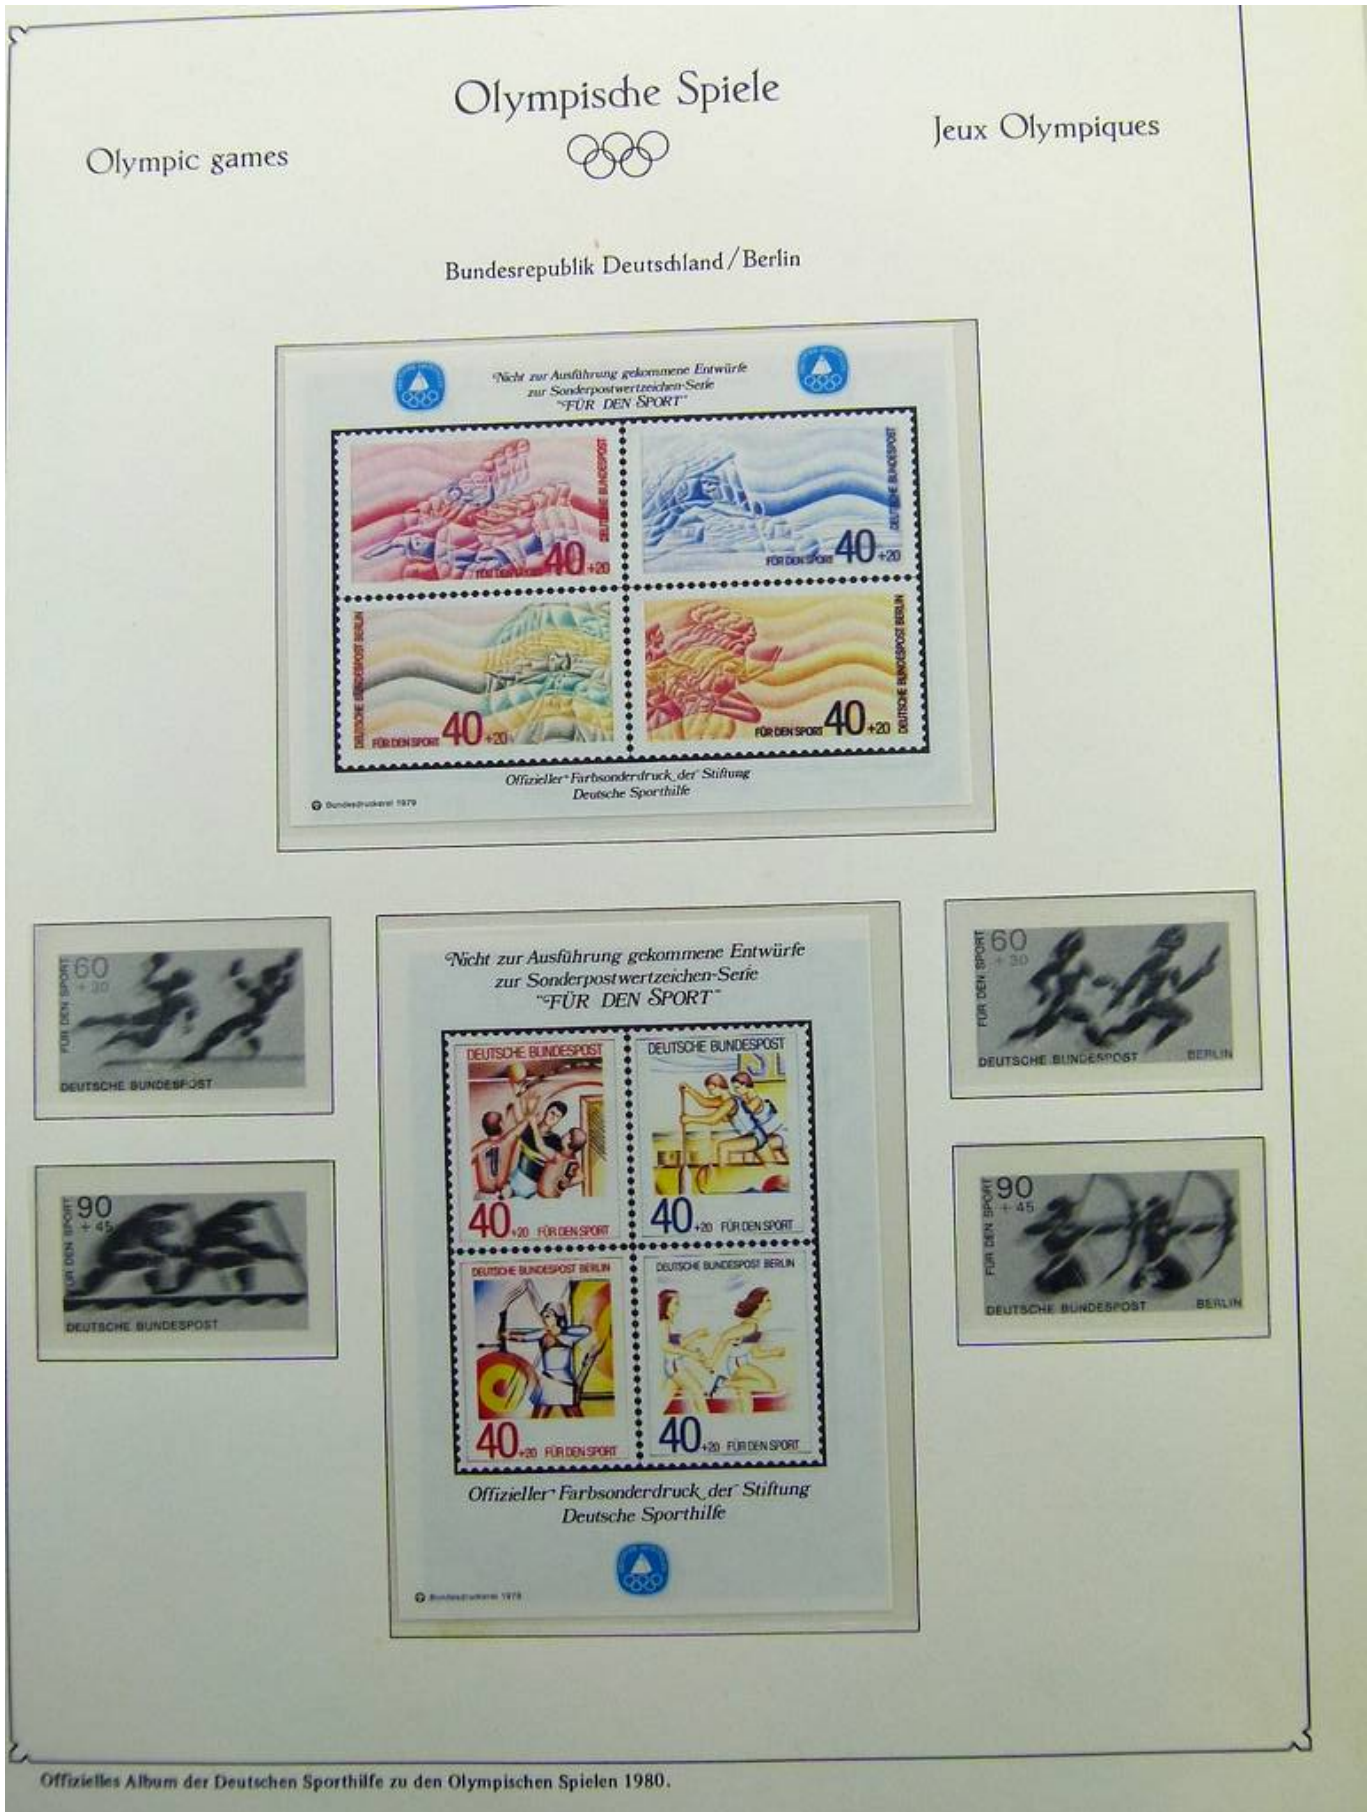 Olympische Spiele
Olympic games
Jeux Olympiques
Bundesrepublik Deutschland/Berlin
Nicht zur Ausführung gekommene Entwürfe
zur Sonderpostwertzeichen-Serie
"FÜR DEN SPORT"
DEUTSCHE BUNDESPOST
FÜR DEN SPORT 40 +20
DEUTSCHE BUNDESPOST
FÜR DEN SPORT 40 +20
DEUTSCHE BUNDESPOST BERLIN
FÜR DEN SPORT 40 +20
DEUTSCHE BUNDESPOST BERLIN
FÜR DEN SPORT 40 +20
Offizieller Farbsonderdruck der Stiftung
Deutsche Sporthilfe
Bundesdruckerei 1979
FÜR DEN SPORT
60
+ 30
DEUTSCHE BUNDESPOST
FÜR DEN SPORT
90
+ 45
DEUTSCHE BUNDESPOST
Nicht zur Ausführung gekommene Entwürfe
zur Sonderpostwertzeichen-Serie
"FÜR DEN SPORT"
DEUTSCHE BUNDESPOST
1
40 +20 FÜR DEN SPORT
DEUTSCHE BUNDESPOST
40 +20 FÜR DEN SPORT
DEUTSCHE BUNDESPOST BERLIN
40 +20 FÜR DEN SPORT
DEUTSCHE BUNDESPOST BERLIN
40 +20 FÜR DEN SPORT
Offizieller Farbsonderdruck der Stiftung
Deutsche Sporthilfe
Bundesdruckerei 1979
FÜR DEN SPORT
60
+ 30
DEUTSCHE BUNDESPOST BERLIN
FÜR DEN SPORT
90
+ 45
DEUTSCHE BUNDESPOST BERLIN
Offizielles Album der Deutschen Sporthilfe zu den Olympischen Spielen 1980.